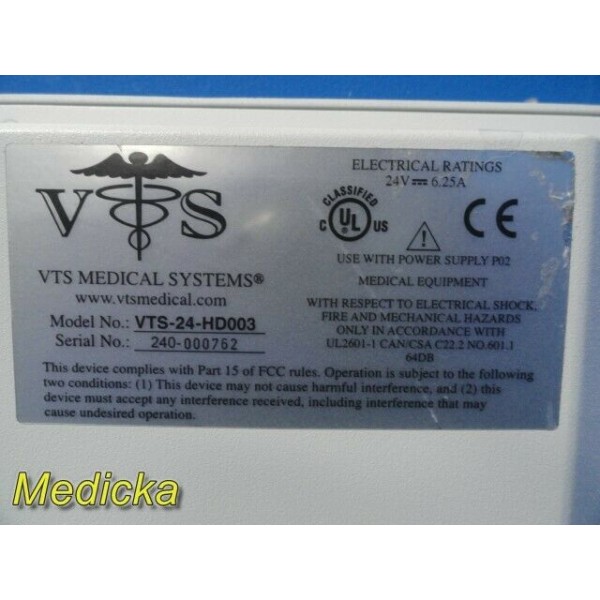 VTS
VTS MEDICAL SYSTEMS®
www.vtsmedical.com
Model No.: VTS-24-HD003
Serial No.: 240-000762
ELECTRICAL RATINGS
24V⎓ 6.25A
CLASSIFIED
C UL US
CE
USE WITH POWER SUPPLY P02
MEDICAL EQUIPMENT
WITH RESPECT TO ELECTRICAL SHOCK,
FIRE AND MECHANICAL HAZARDS
ONLY IN ACCORDANCE WITH
UL2601-1 CAN/CSA C22.2 NO.601.1
64DB
This device complies with Part 15 of FCC rules. Operation is subject to the following
two conditions: (1) This device may not cause harmful interference, and (2) this
device must accept any interference received, including interference that may
cause undesired operation.
Medicka